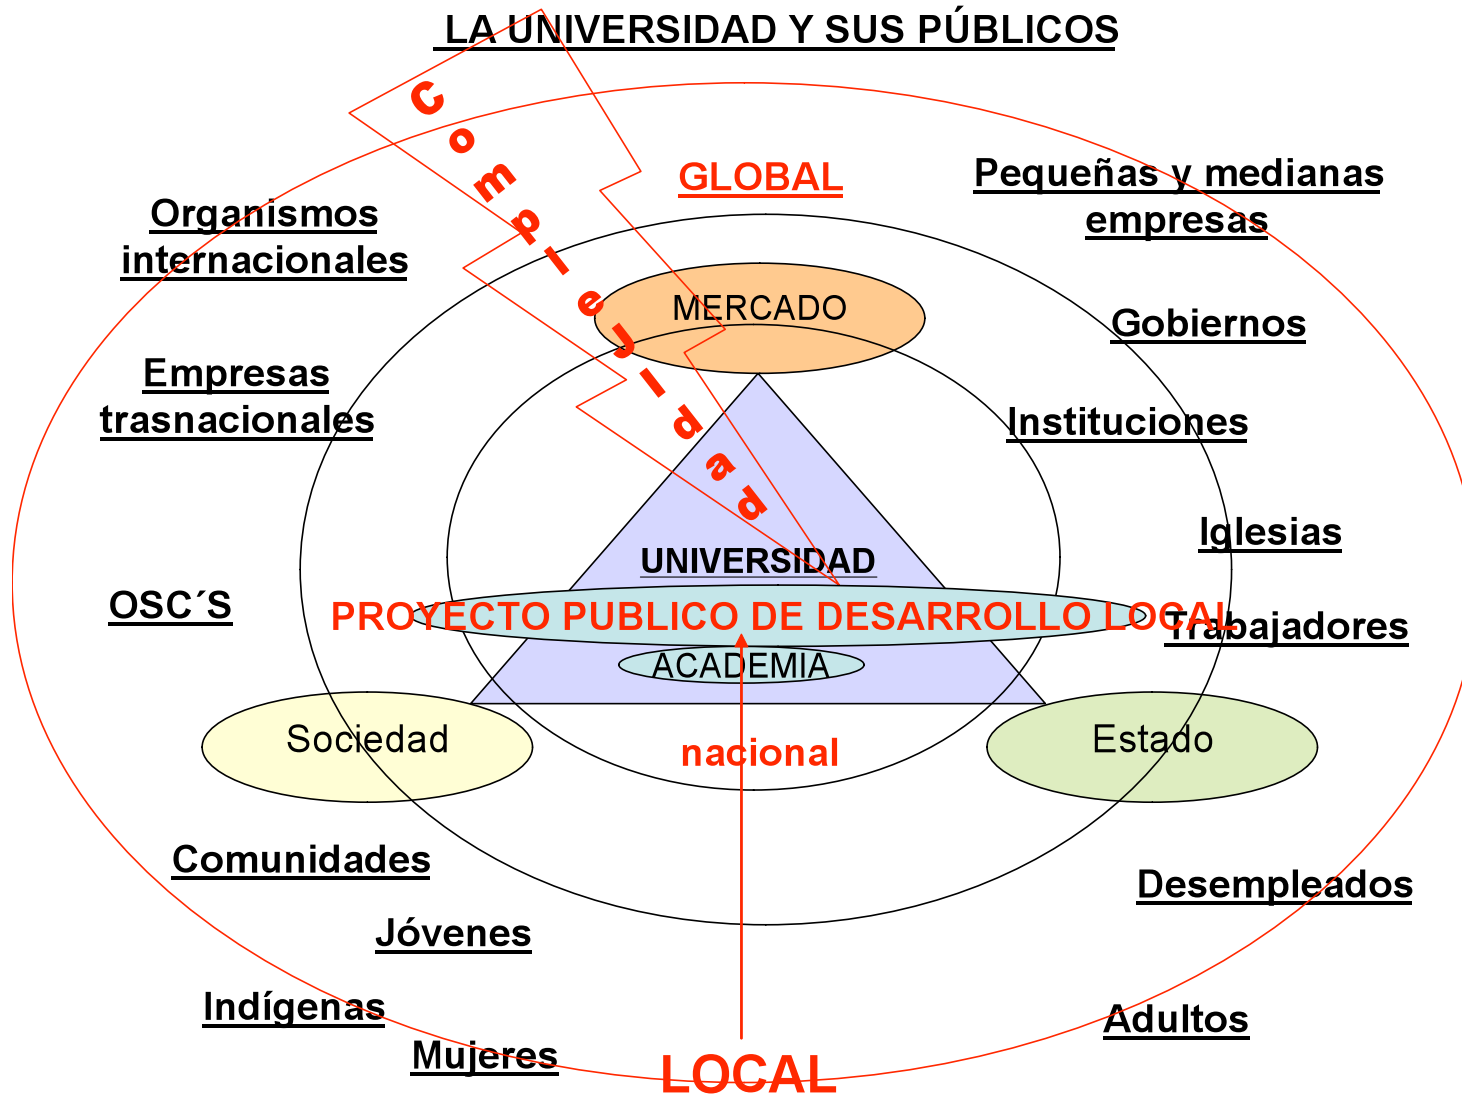 LA UNIVERSIDAD Y SUS PÚBLICOS
Complejidad
GLOBAL
Pequeñas y medianas
empresas
Organismos
internacionales
MERCADO
Gobiernos
Empresas
trasnacionales
Instituciones
Iglesias
UNIVERSIDAD
OSC´S
PROYECTO PUBLICO DE DESARROLLO LOCAL
Trabajadores
ACADEMIA
Sociedad
Estado
nacional
Comunidades
Desempleados
Jóvenes
Indígenas
Adultos
Mujeres
LOCAL